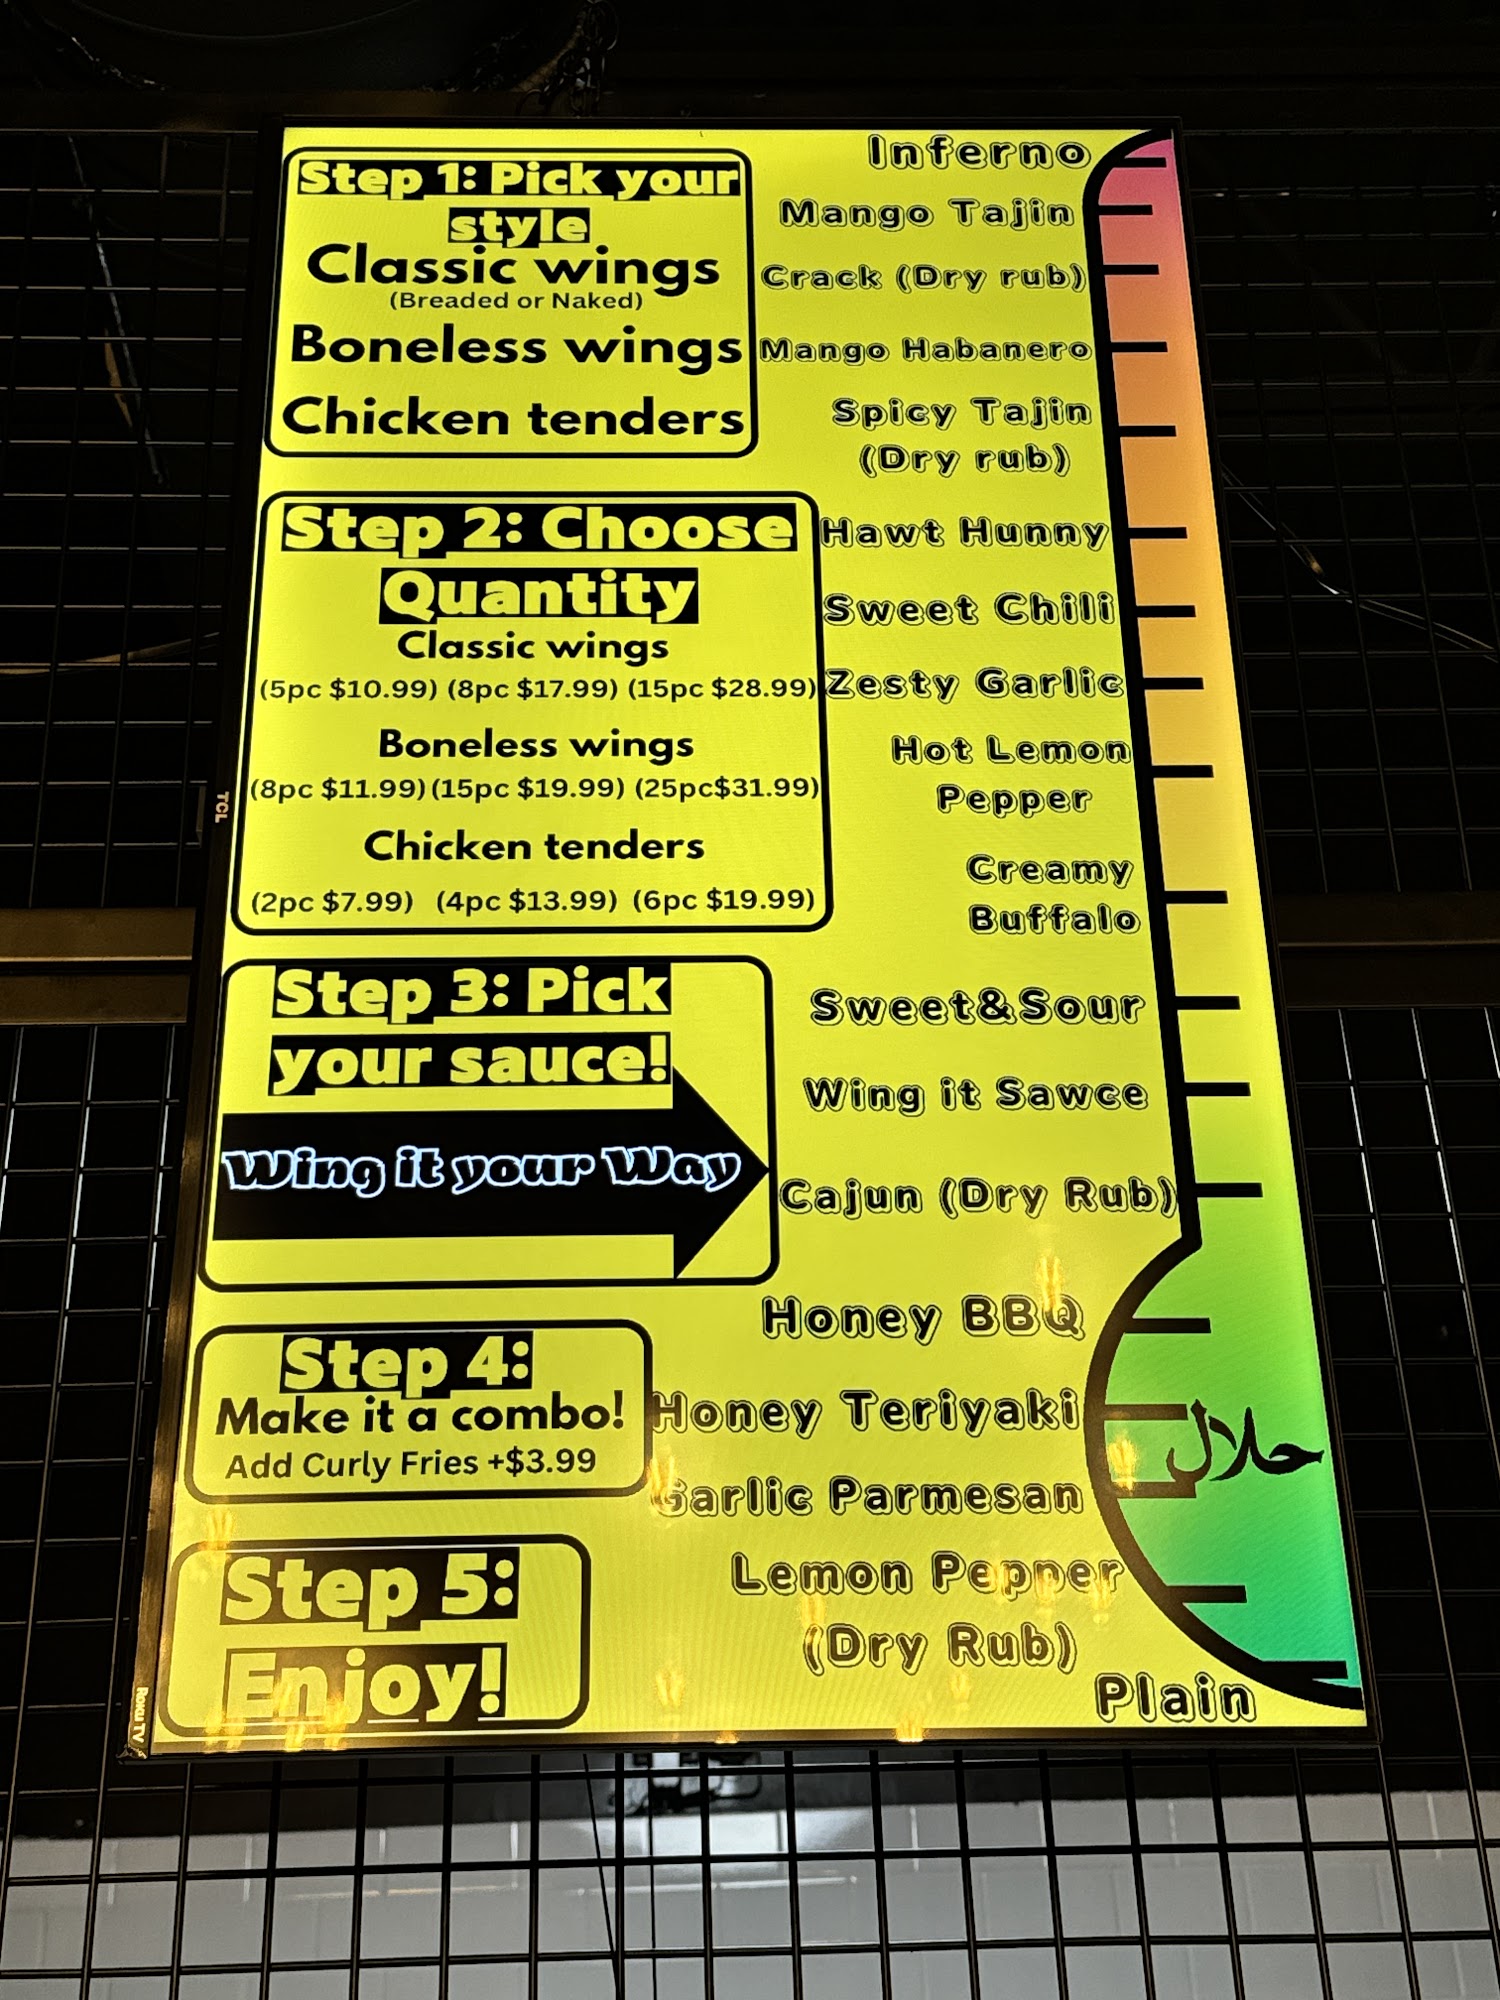 Step 1: Pick your
style
Classic wings
(Breaded or Naked)
Boneless wings
Chicken tenders
Step 2: Choose
Quantity
Classic wings
(5pc $10.99) (8pc $17.99) (15pc $28.99)
Boneless wings
(8pc $11.99) (15pc $19.99) (25pc$31.99)
Chicken tenders
(2pc $7.99) (4pc $13.99) (6pc $19.99)
Step 3: Pick
your sauce!
Wing it your Way
Step 4:
Make it a combo!
Add Curly Fries +$3.99
Step 5:
Enjoy!
Inferno
Mango Tajin
Crack (Dry rub)
Mango Habanero
Spicy Tajin
(Dry rub)
Hawt Hunny
Sweet Chili
Zesty Garlic
Hot Lemon
Pepper
Creamy
Buffalo
Sweet&Sour
Wing it Sawce
Cajun (Dry Rub)
Honey BBQ
Honey Teriyaki
Garlic Parmesan
Lemon Pepper
(Dry Rub)
Plain
حلال
TCL
Roku TV